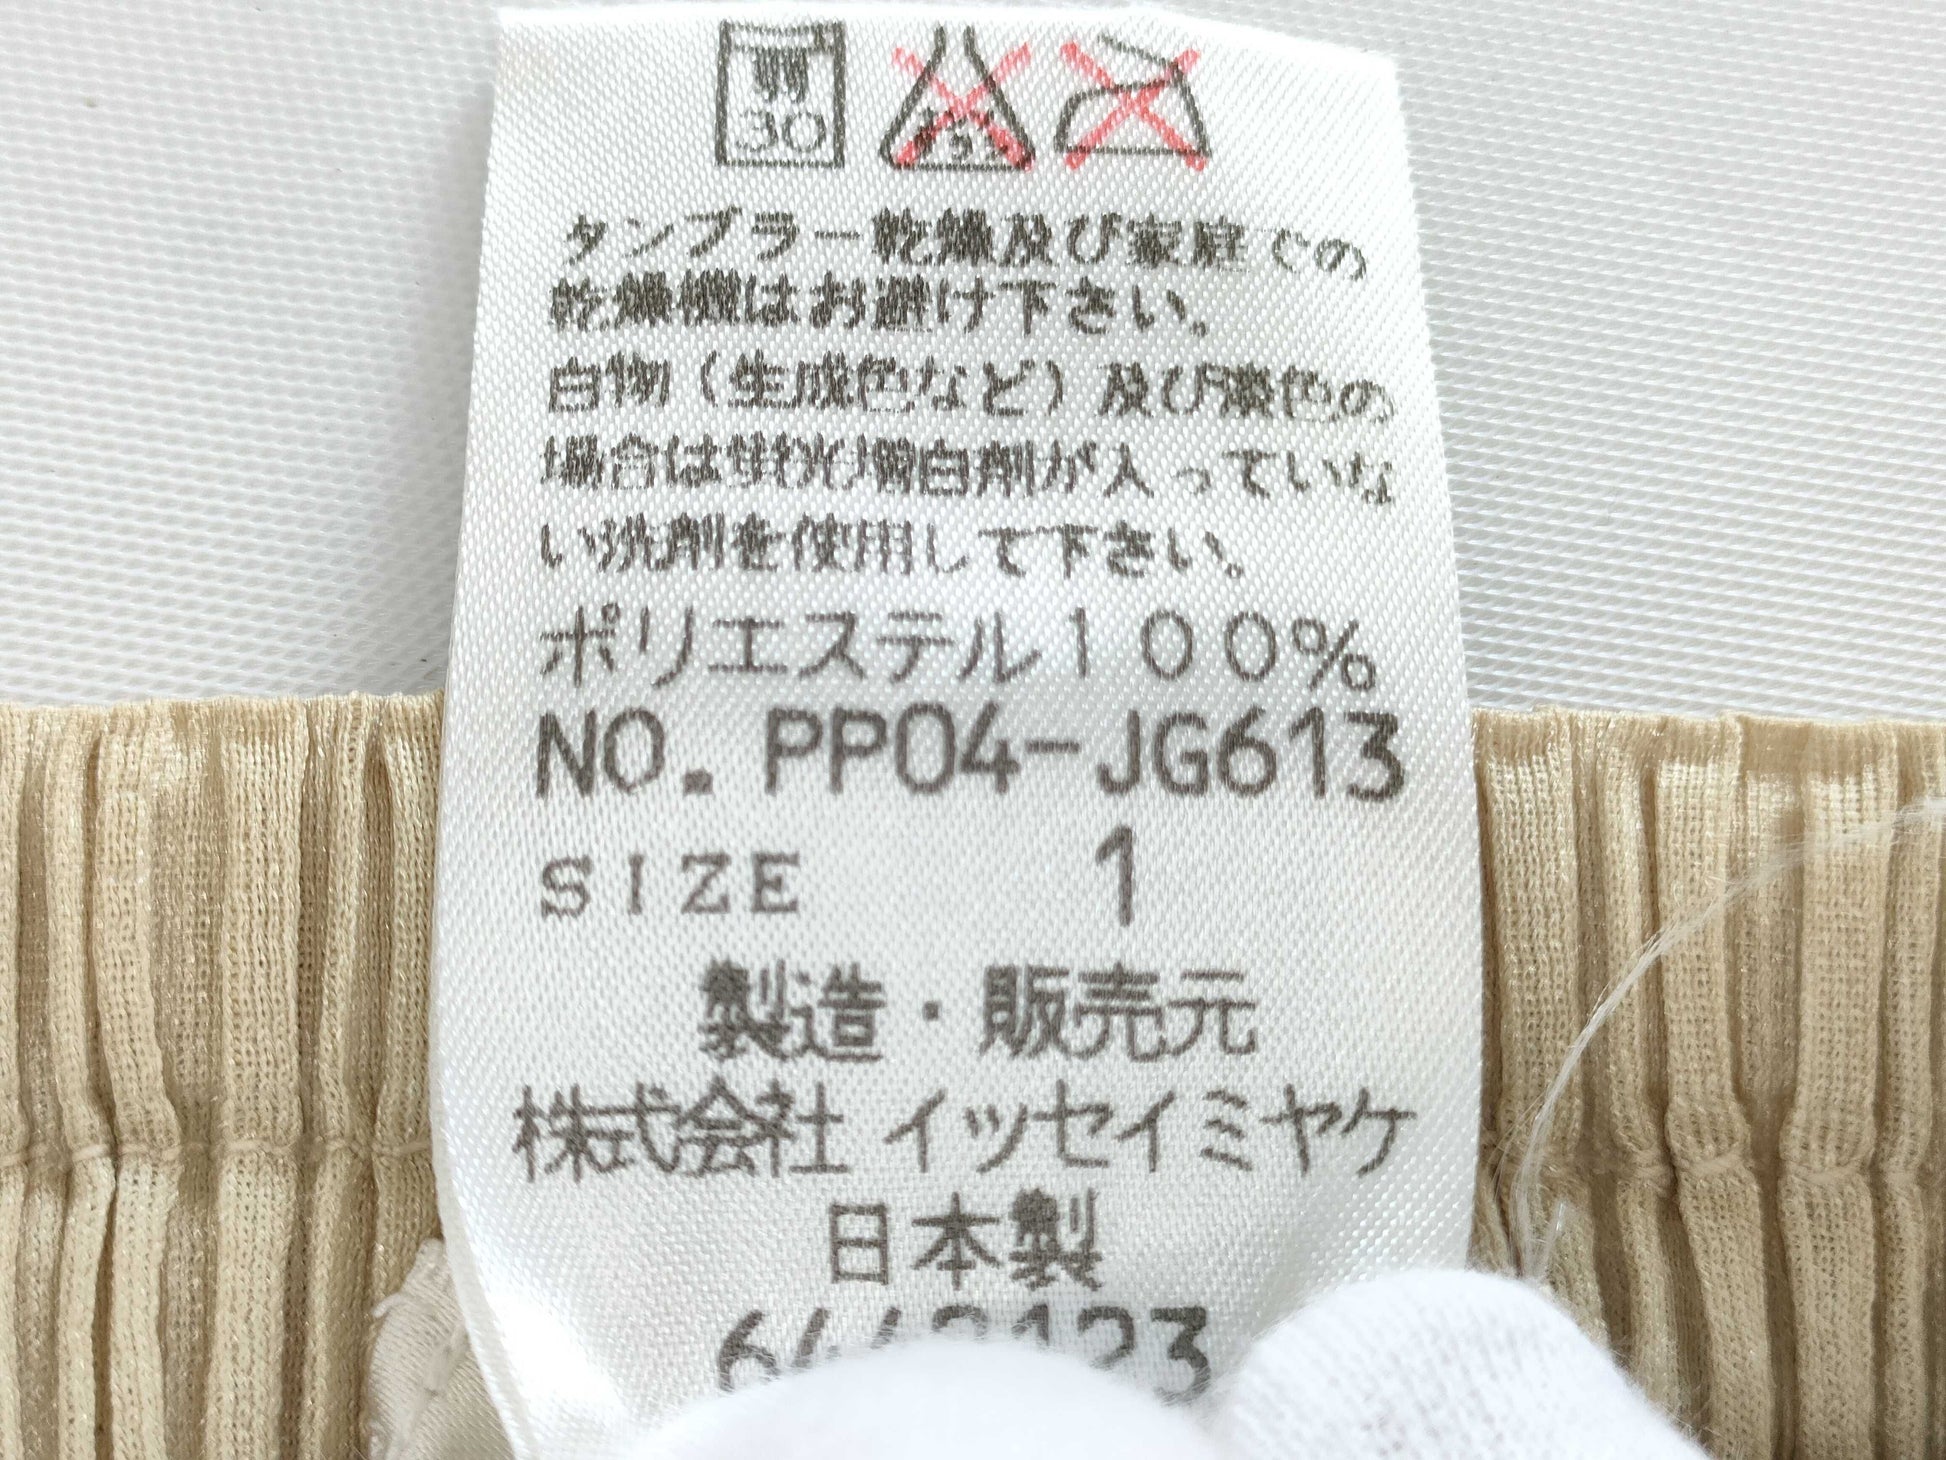 30
タンブラー乾燥及び家庭での
乾燥機はお避け下さい。
白物（生成色など）及び淡色の
場合は蛍光増白剤が入っていな
い洗剤を使用して下さい。
ポリエステル100%
NO. PP04-JG613
SIZE 1
製造・販売元
株式会社 イッセイミヤケ
日本製